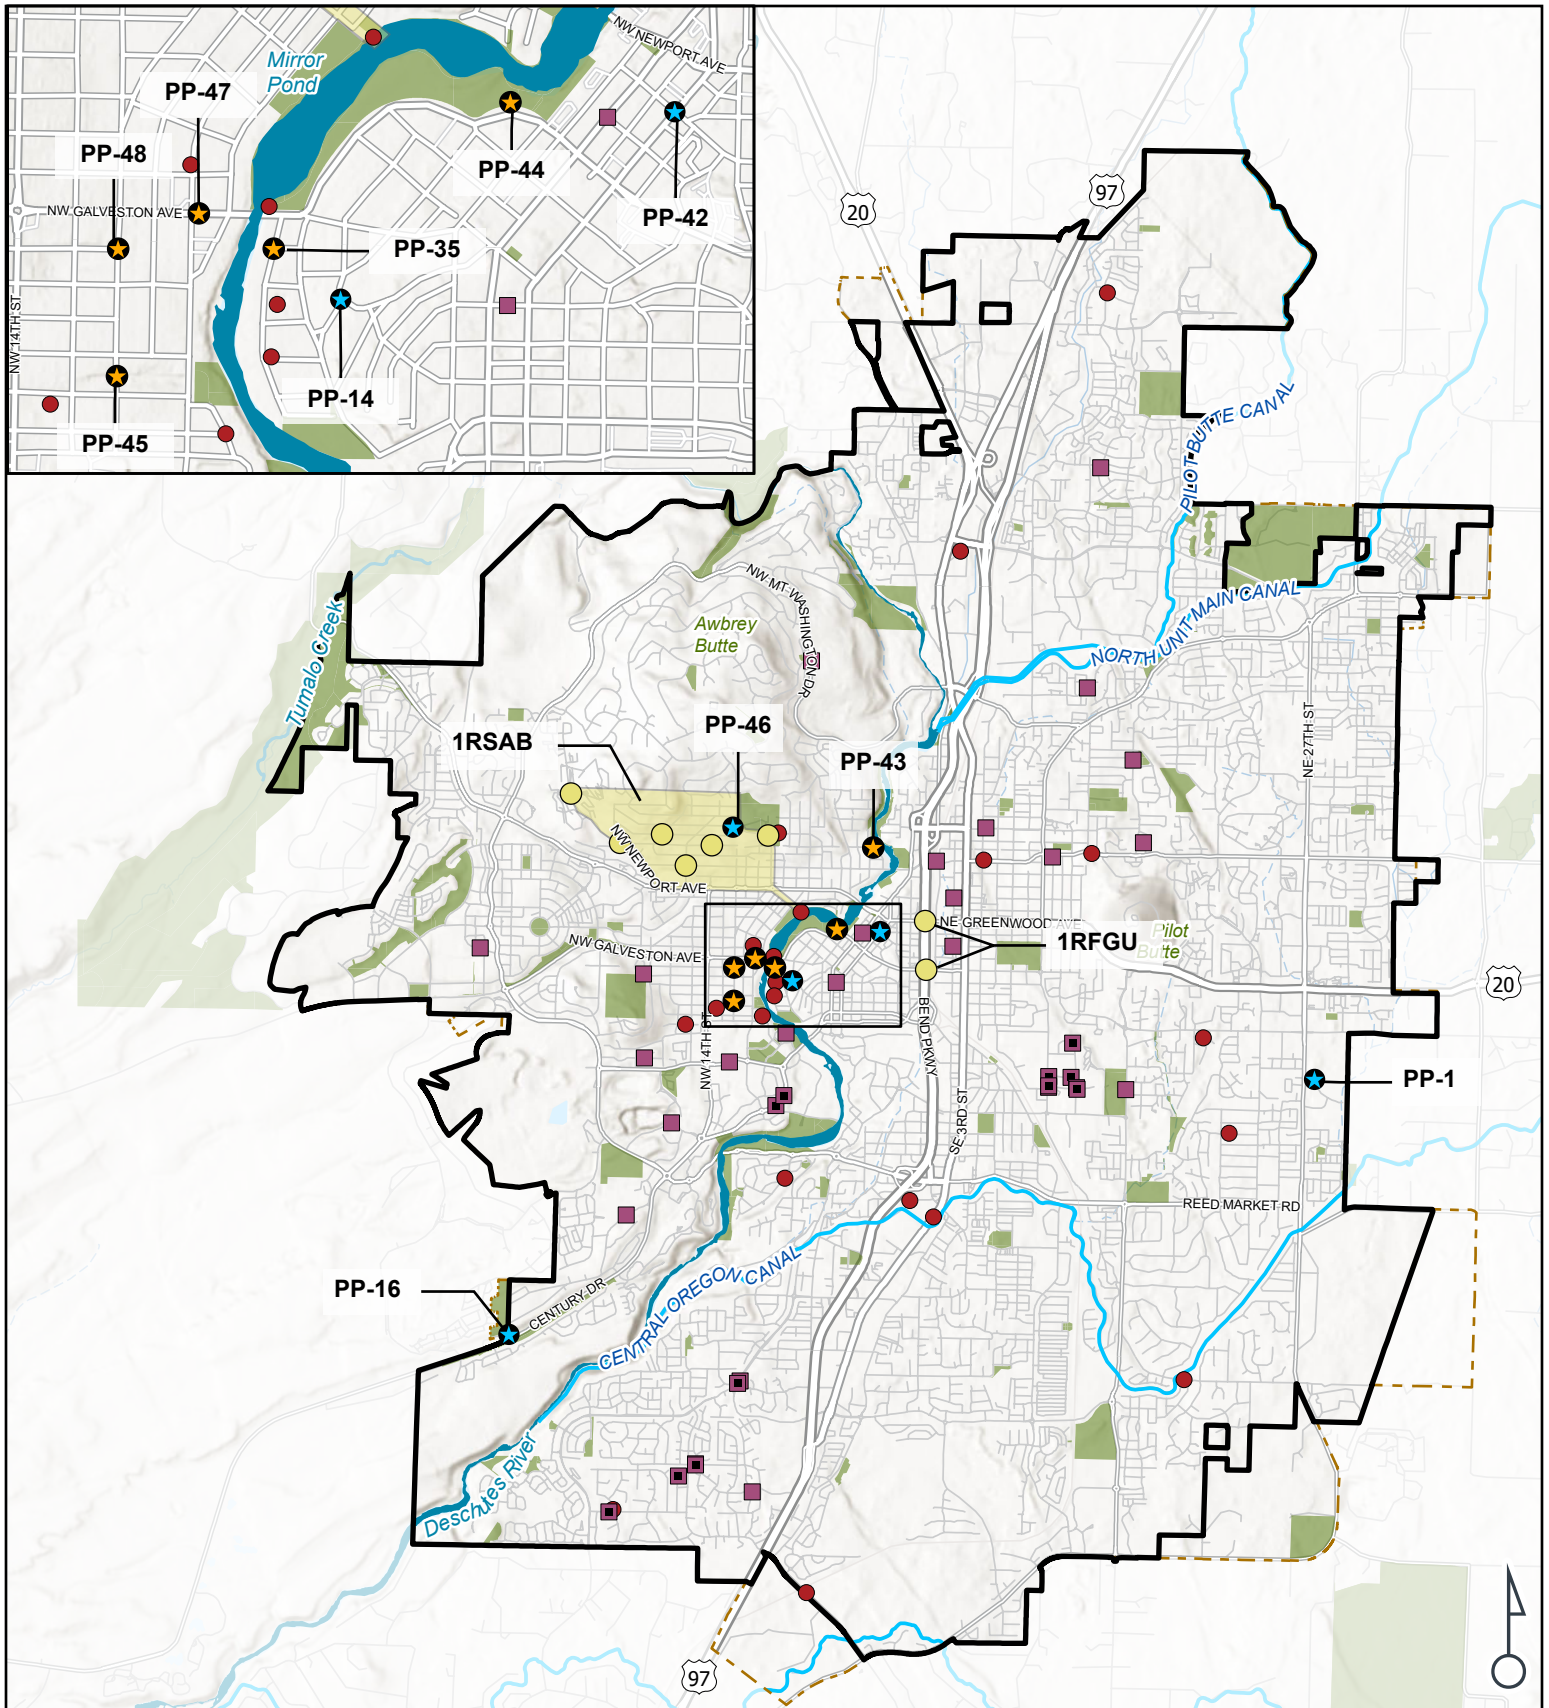 NW NEWPORT AVE
Mirror
Pond
PP-47
PP-48
PP-44
PP-42
NW GALVESTON AVE
PP-35
NW 14TH ST
PP-14
PP-45
97
20
PILOT BUTTE CANAL
NW MT WASHINGTON DR
NORTH UNIT MAIN CANAL
Awbrey
Butte
Tumalo Creek
NE 27TH ST
1RSAB
PP-46
PP-43
NW NEWPORT AVE
NE GREENWOOD AVE
1RFGU
Pilot
Butte
NW GALVESTON AVE
20
BEND PKWY
NW 14TH ST
PP-1
SE 3RD ST
REED MARKET RD
CENTRAL OREGON CANAL
PP-16
CENTURY DR
Deschutes River
97